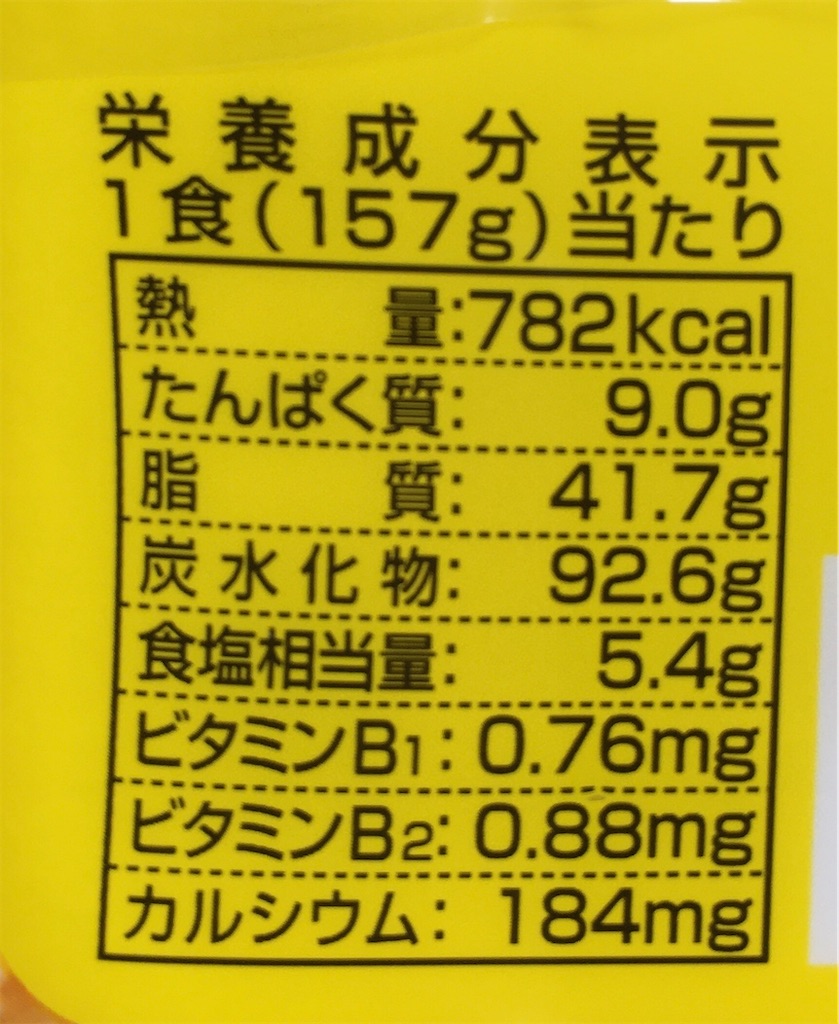 栄養成分表示
1食(157g)当たり
熱量:782kcal
たんぱく質: 9.0g
脂質: 41.7g
炭水化物: 92.6g
食塩相当量: 5.4g
ビタミンB1: 0.76mg
ビタミンB2: 0.88mg
カルシウム: 184mg